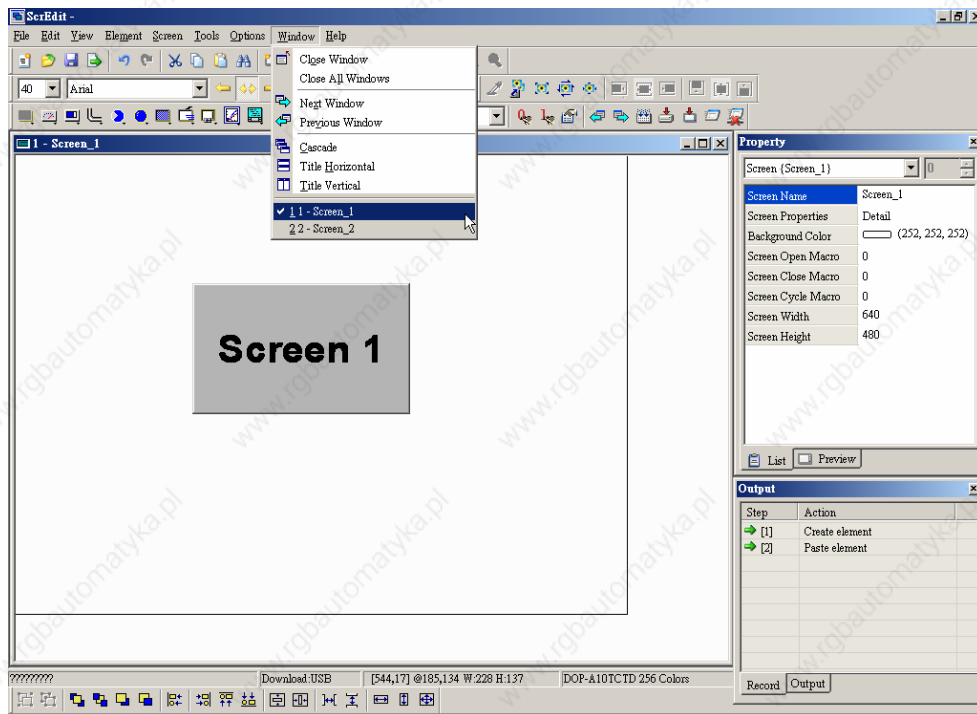 ScrEdit -
File Edit View Element Screen Tools Options Window Help
Close Window
Close All Windows
Next Window
Previous Window
Cascade
Title Horizontal
Title Vertical
1 1 - Screen_1
2 2 - Screen_2
40 Arial
1 - Screen_1
Screen 1
Property
Screen {Screen_1} 0
Screen Name Screen_1
Screen Properties Detail
Background Color (252, 252, 252)
Screen Open Macro 0
Screen Close Macro 0
Screen Cycle Macro 0
Screen Width 640
Screen Height 480
List Preview
Output
Step Action
[1] Create element
[2] Paste element
Record Output
????????? Download:USB [544,17] @185,134 W:228 H:137 DOP-A10TCTD 256 Colors
www.rgbautomatyka.pl